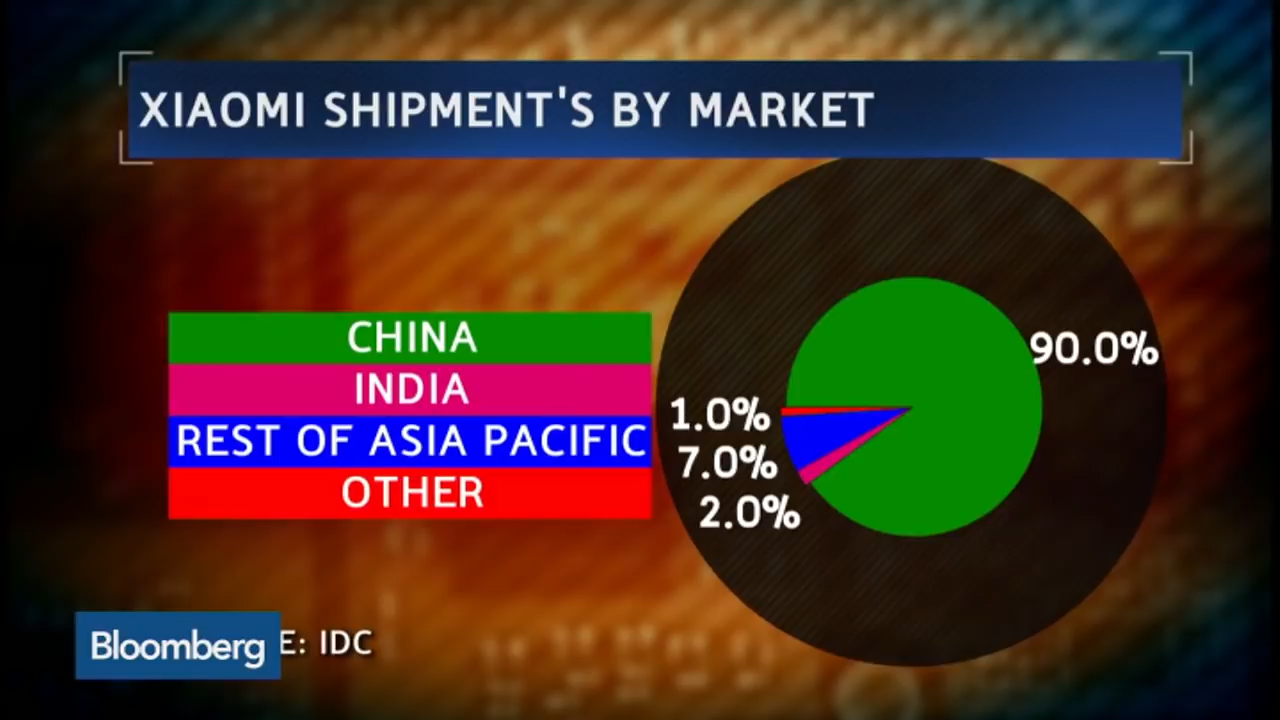 XIAOMI SHIPMENT'S BY MARKET
CHINA
INDIA
REST OF ASIA PACIFIC
OTHER
90.0%
1.0%
7.0%
2.0%
Bloomberg
E: IDC